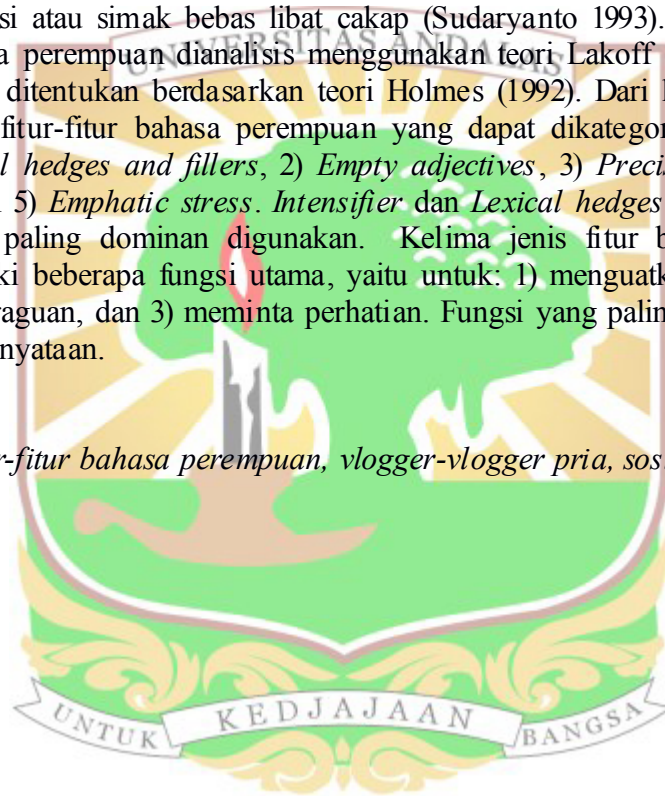 si atau simak bebas libat cakap (Sudaryanto 1993).
a perempuan dianalisis menggunakan teori Lakoff
UNIVERSITAS ANDALAS
ditentukan berdasarkan teori Holmes (1992). Dari
fitur-fitur bahasa perempuan yang dapat dikategor
l hedges and fillers, 2) Empty adjectives, 3) Precis
5) Emphatic stress. Intensifier dan Lexical hedges
paling dominan digunakan. Kelima jenis fitur b
ki beberapa fungsi utama, yaitu untuk: 1) menguatk
raguan, dan 3) meminta perhatian. Fungsi yang palin
nyataan.
r-fitur bahasa perempuan, vlogger-vlogger pria, sos
UNTUK KEDJAJAAN BANGSA